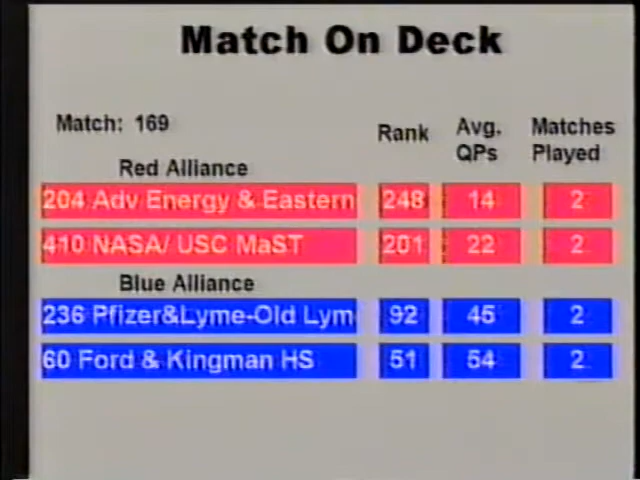 Match On Deck
Match: 169
Rank
Avg. QPs
Matches Played
Red Alliance
204 Adv Energy & Eastern 248 14 2
410 NASA/ USC MaST 201 22 2
Blue Alliance
236 Pfizer&Lyme-Old Lym 92 45 2
60 Ford & Kingman HS 51 54 2